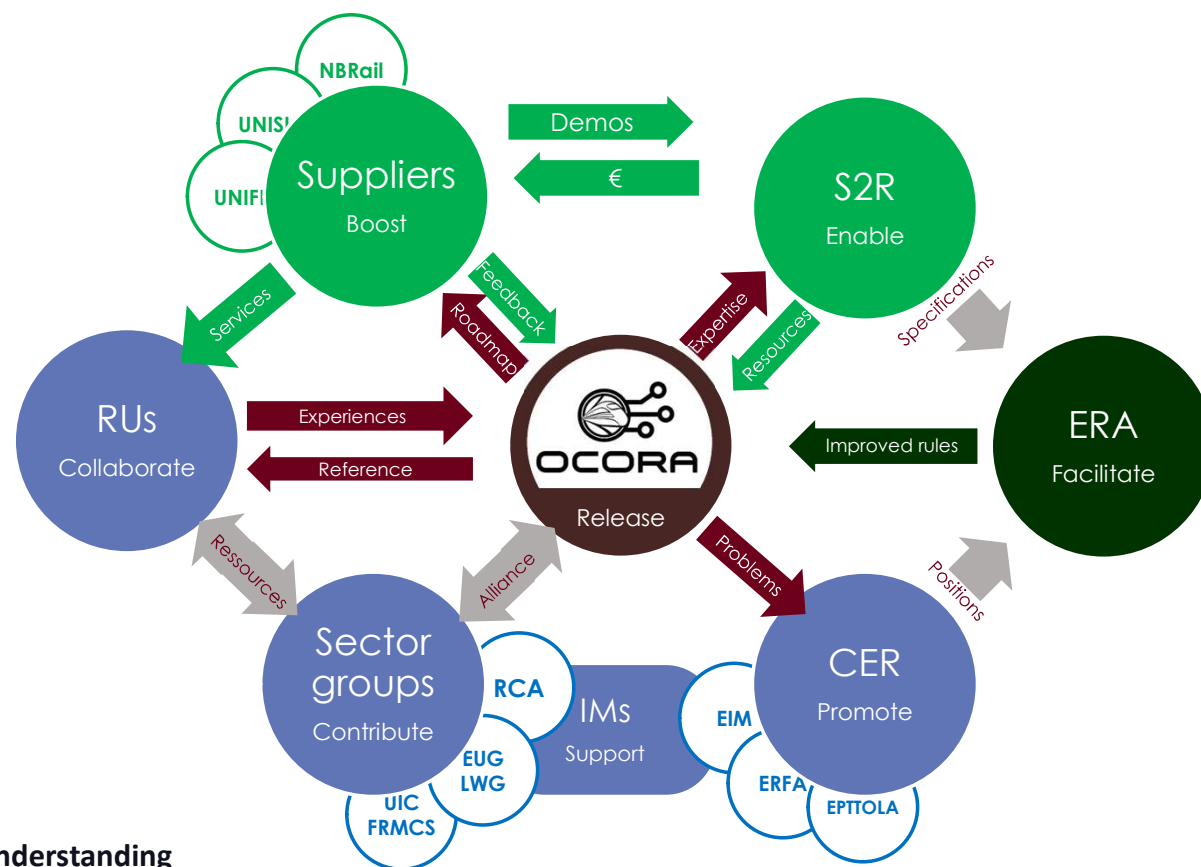 NBRail
UNISI
UNIFE
Suppliers
Boost
Demos
€
S2R
Enable
Services
Feedback
Roadmap
Expertise
Resources
Specifications
RUs
Collaborate
Experiences
Reference
OCORA
Release
Improved rules
ERA
Facilitate
Ressources
Alliance
Problems
Positions
Sector
groups
Contribute
RCA
IMs
Support
EIM
CER
Promote
EUG
LWG
ERFA
EPTTOLA
UIC
FRMCS
nderstanding